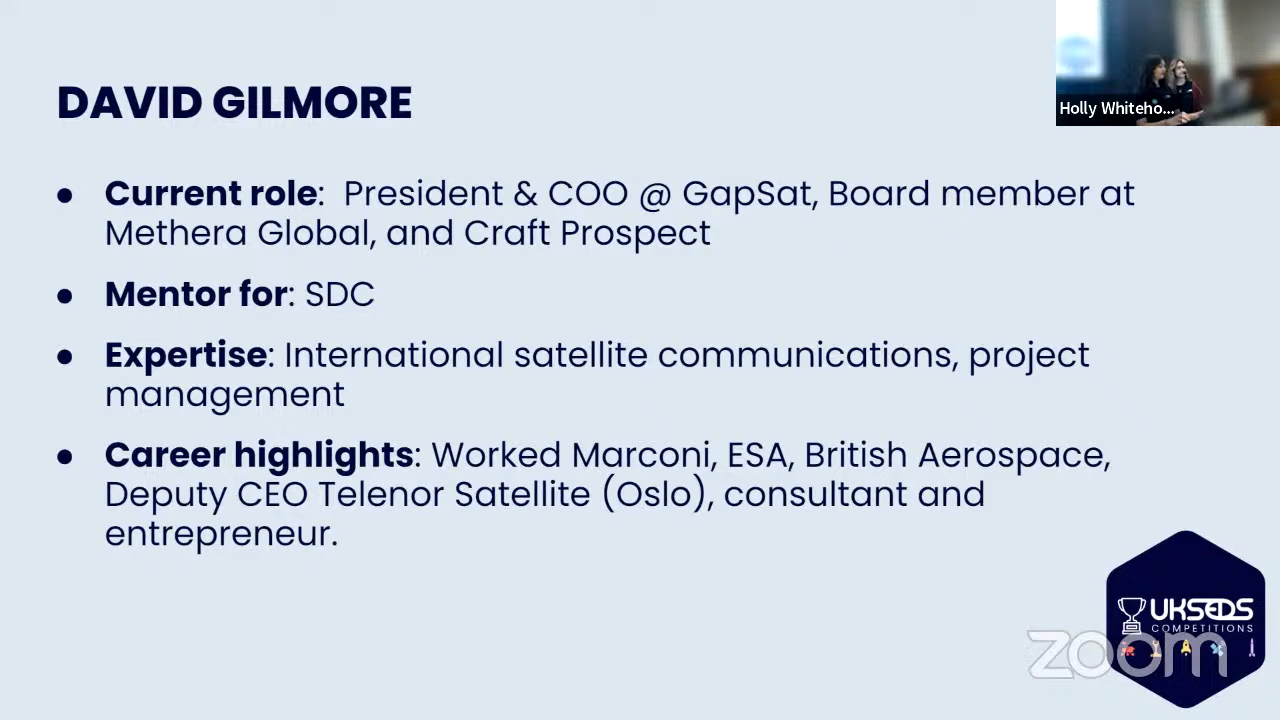 Holly Whiteho...
DAVID GILMORE
● Current role:  President & COO @ GapSat, Board member at
Methera Global, and Craft Prospect
● Mentor for: SDC
● Expertise: International satellite communications, project
management
● Career highlights: Worked Marconi, ESA, British Aerospace,
Deputy CEO Telenor Satellite (Oslo), consultant and
entrepreneur.
UKSEDS
COMPETITIONS
zoom